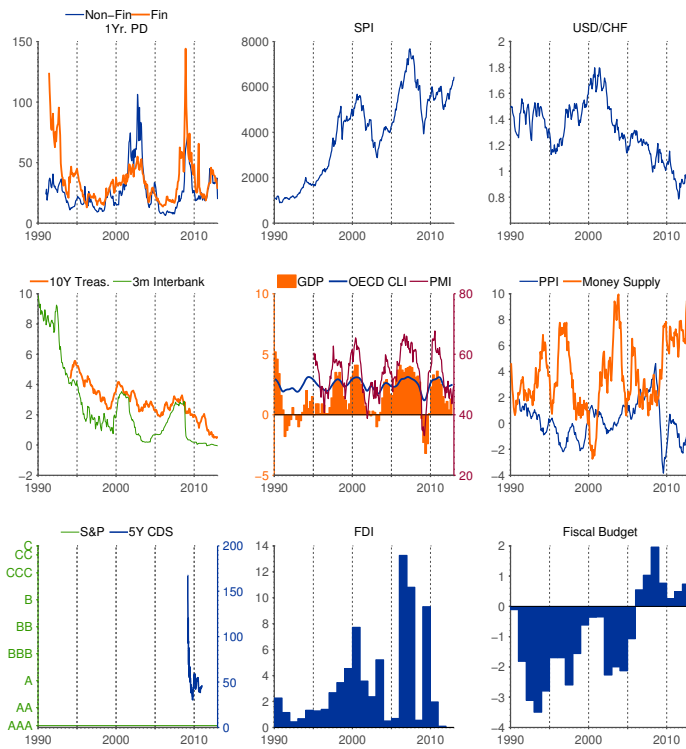 Non-Fin Fin
1Yr. PD
150
100
50
0
1990 2000 2010
SPI
8000
6000
4000
2000
0
1990 2000 2010
USD/CHF
2
1.8
1.6
1.4
1.2
1
0.8
0.6
1990 2000 2010
10Y Treas. 3m Interbank
10
8
6
4
2
0
−2
1990 2000 2010
GDP OECD CLI PMI
10 80
5 60
0 40
−5 20
1990 2000 2010
PPI Money Supply
10
8
6
4
2
0
−2
−4
1990 2000 2010
S&P 5Y CDS
C 200
CC
CCC
B 150
BB
BBB 100
A 50
AA
AAA 0
1990 2000 2010
FDI
14
12
10
8
6
4
2
0
1990 2000 2010
Fiscal Budget
2
1
0
−1
−2
−3
−4
1990 2000 2010